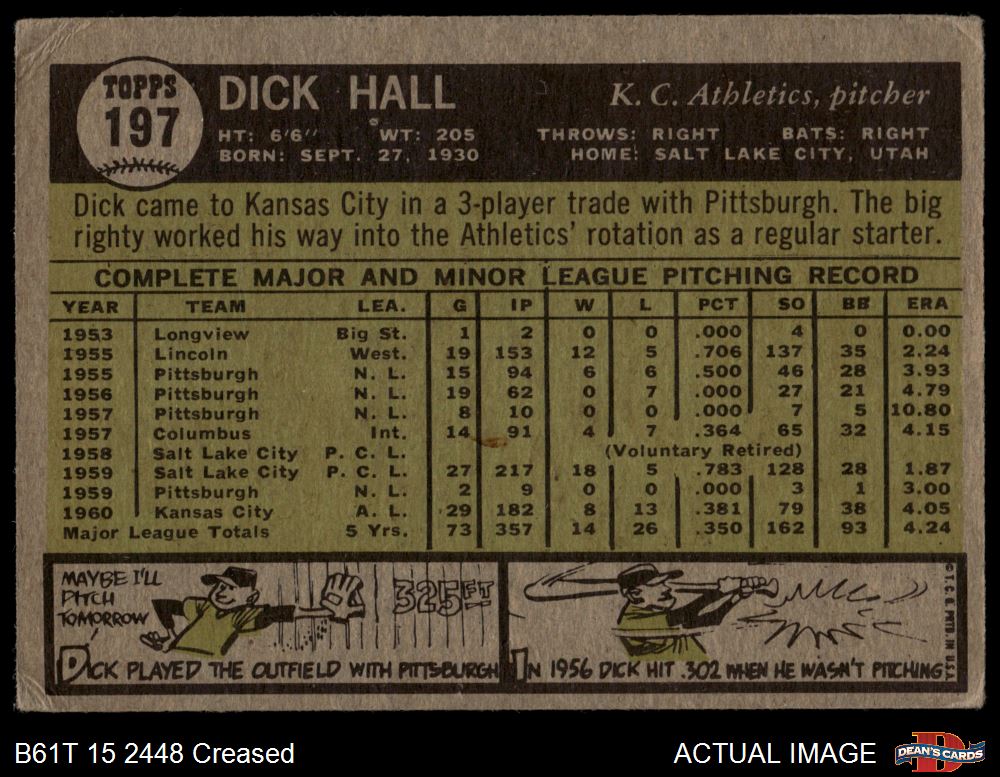 TOPPS
197
DICK HALL
K. C. Athletics, pitcher
HT: 6'6" WT: 205 THROWS: RIGHT BATS: RIGHT
BORN: SEPT. 27, 1930 HOME: SALT LAKE CITY, UTAH
Dick came to Kansas City in a 3-player trade with Pittsburgh. The big
righty worked his way into the Athletics' rotation as a regular starter.
COMPLETE MAJOR AND MINOR LEAGUE PITCHING RECORD
YEAR TEAM LEA. G IP W L PCT SO BB ERA
1953 Longview Big St. 1 2 0 0 .000 4 0 0.00
1955 Lincoln West. 19 153 12 5 .706 137 35 2.24
1955 Pittsburgh N. L. 15 94 6 6 .500 46 28 3.93
1956 Pittsburgh N. L. 19 62 0 7 .000 27 21 4.79
1957 Pittsburgh N. L. 8 10 0 0 .000 7 5 10.80
1957 Columbus Int. 14 91 4 7 .364 65 32 4.15
1958 Salt Lake City P. C. L. (Voluntary Retired)
1959 Salt Lake City P. C. L. 27 217 18 5 .783 128 28 1.87
1959 Pittsburgh N. L. 2 9 0 0 .000 3 1 3.00
1960 Kansas City A. L. 29 182 8 13 .381 79 38 4.05
Major League Totals 5 Yrs. 73 357 14 26 .350 162 93 4.24
MAYBE I'LL
PITCH
TOMORROW
325 FT
DICK PLAYED THE OUTFIELD WITH PITTSBURGH
IN 1956 DICK HIT .302 WHEN HE WASN'T PITCHING
© T. C. G. PRTD. IN U.S.A.
B61T 15 2448 Creased
ACTUAL IMAGE
DEAN'S CARDS